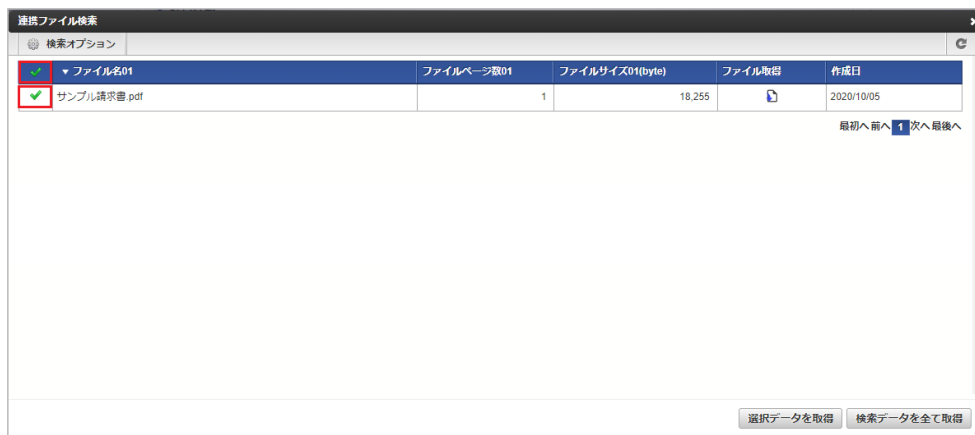 連携ファイル検索
検索オプション
▼ ファイル名01 ファイルページ数01 ファイルサイズ01(byte) ファイル取得 作成日
サンプル請求書.pdf 1 18,255 2020/10/05
最初へ 前へ 1 次へ 最後へ
選択データを取得 検索データを全て取得